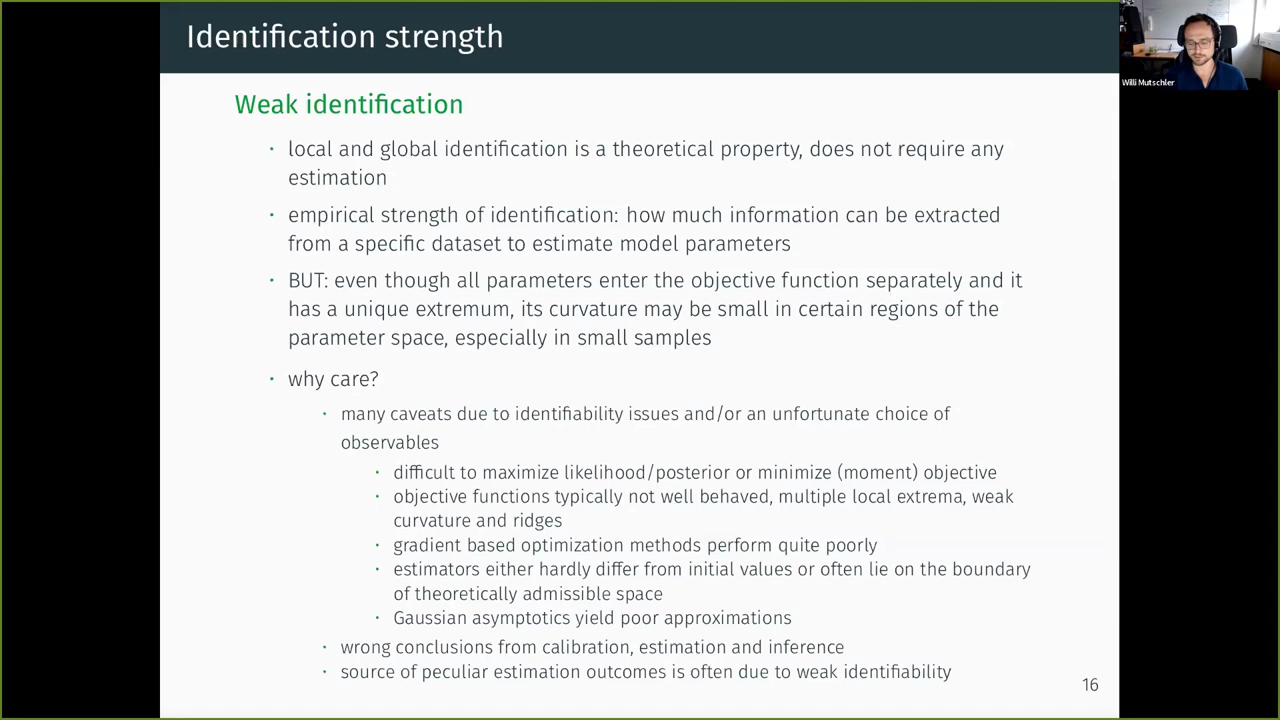 Identification strength
Willi Mutschler
Weak identification
· local and global identification is a theoretical property, does not require any
estimation
· empirical strength of identification: how much information can be extracted
from a specific dataset to estimate model parameters
· BUT: even though all parameters enter the objective function separately and it
has a unique extremum, its curvature may be small in certain regions of the
parameter space, especially in small samples
· why care?
· many caveats due to identifiability issues and/or an unfortunate choice of
observables
· difficult to maximize likelihood/posterior or minimize (moment) objective
· objective functions typically not well behaved, multiple local extrema, weak
curvature and ridges
· gradient based optimization methods perform quite poorly
· estimators either hardly differ from initial values or often lie on the boundary
of theoretically admissible space
· Gaussian asymptotics yield poor approximations
· wrong conclusions from calibration, estimation and inference
· source of peculiar estimation outcomes is often due to weak identifiability
16